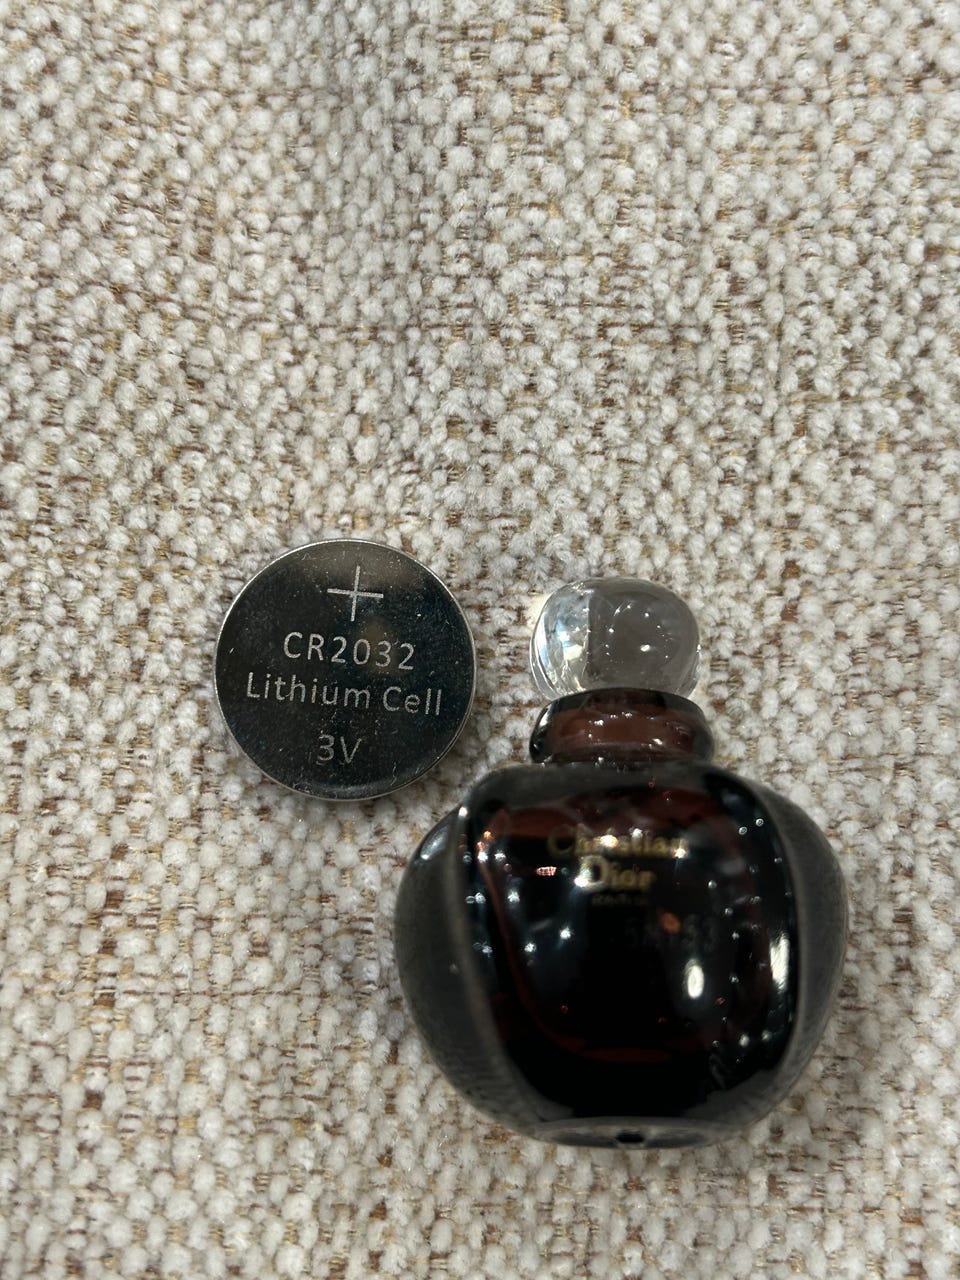 +
CR2032
Lithium Cell
3V
Christian
Dior